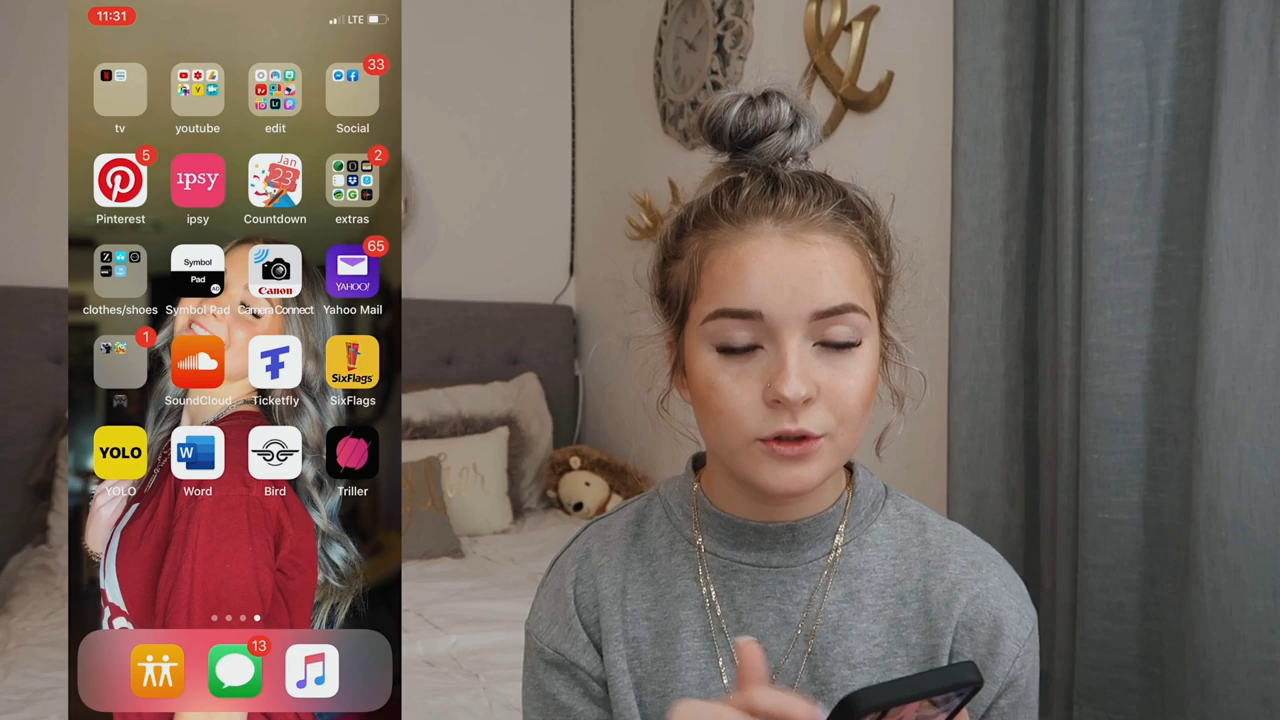 11:31
LTE
33
tv
youtube
edit
Social
5
Jan
23
2
ipsy
Pinterest
ipsy
Countdown
extras
65
Symbol
Pad
AD
Canon
YAHOO!
clothes/shoes
Symbol Pad
Camera Connect
Yahoo Mail
1
SixFlags
SoundCloud
Ticketfly
SixFlags
YOLO
W
YOLO
Word
Bird
Triller
13